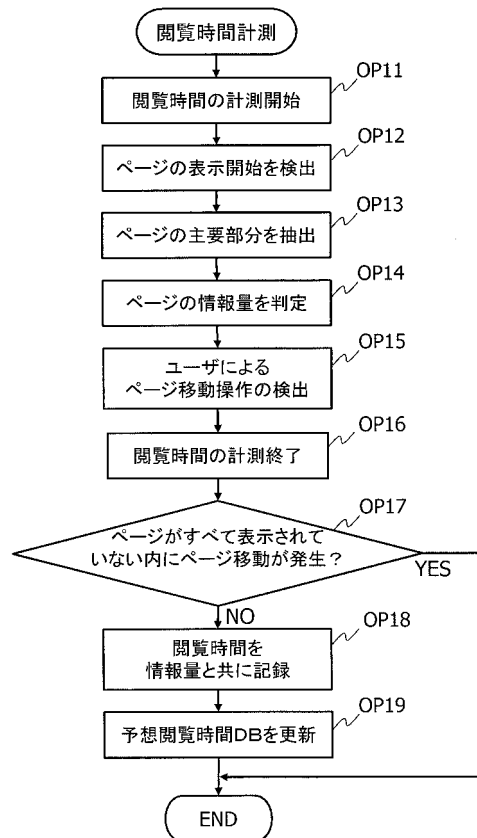 閲覧時間計測
OP11
閲覧時間の計測開始
OP12
ページの表示開始を検出
OP13
ページの主要部分を抽出
OP14
ページの情報量を判定
OP15
ユーザによる
ページ移動操作の検出
OP16
閲覧時間の計測終了
OP17
ページがすべて表示されて
いない内にページ移動が発生?
YES
NO
OP18
閲覧時間を
情報量と共に記録
OP19
予想閲覧時間DBを更新
END